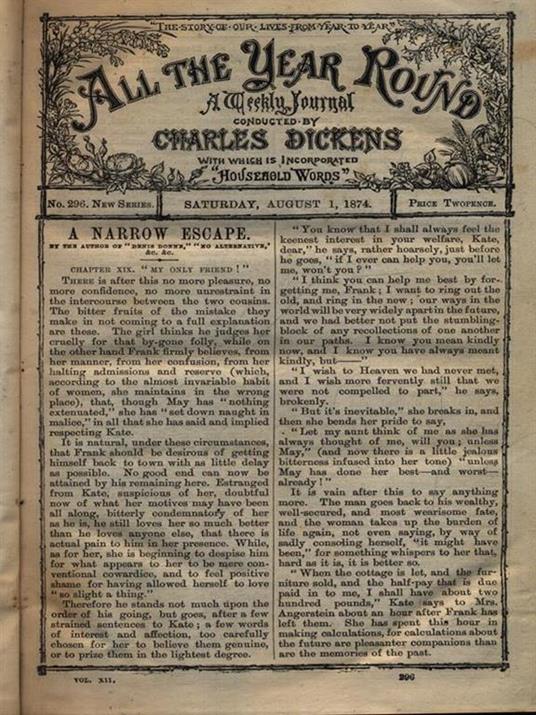 "THE·STORY·OF·OUR·LIVES·FROM·YEAR·TO·YEAR"
ALL THE YEAR ROUND
A Weekly Journal
CONDUCTED·BY
CHARLES DICKENS
WITH WHICH IS INCORPORATED
"HOUSEHOLD WORDS"
No. 296. NEW SERIES.
SATURDAY, AUGUST 1, 1874.
PRICE TWOPENCE.
A NARROW ESCAPE.
BY THE AUTHOR OF "DENIS DONNE," "NO ALTERNATIVE,"
&c. &c.
CHAPTER XIX. "MY ONLY FRIEND!"
THERE is after this no more pleasure, no
more confidence, no more unrestraint in
the intercourse between the two cousins.
The bitter fruits of the mistake they
make in not coming to a full explanation
are these. The girl thinks he judges her
cruelly for that by-gone folly, while on
the other hand Frank firmly believes, from
her manner, from her confusion, from her
halting admissions and reserve (which,
according to the almost invariable habit
of women, she maintains in the wrong
place), that, though May has "nothing
extenuated," she has "set down naught in
malice," in all that she has said and implied
respecting Kate.
It is natural, under these circumstances,
that Frank should be desirous of getting
himself back to town with as little delay
as possible. No good end can now be
attained by his remaining here. Estranged
from Kate, suspicious of her, doubtful
now of what her motives may have been
all along, bitterly condemnatory of her
as he is, he still loves her so much better
than he loves anyone else, that there is
actual pain to him in her presence. While,
as for her, she is beginning to despise him
for what appears to her to be mere con-
ventional cowardice, and to feel positive
shame for having allowed herself to love
"so slight a thing."
Therefore he stands not much upon the
order of his going, but goes, after a few
strained sentences to Kate; a few words
of interest and affection, too carefully
chosen for her to believe them genuine,
or to prize them in the lightest degree.
"You know that I shall always feel the
keenest interest in your welfare, Kate,
dear," he says, rather hoarsely, just before
he goes, "if ever I can help you, you'll let
me, won't you?"
"I think you can help me best by for-
getting me, Frank; I want to ring out the
old, and ring in the new; our ways in the
world will be very widely apart in the future,
and we had better not put the stumbling-
block of any recollections of one another
in our paths. I know you mean kindly
now, and I know you have always meant
kindly, but——"
"I wish to Heaven we had never met,
and I wish more fervently still that we
were not compelled to part," he says,
brokenly.
"But it's inevitable," she breaks in, and
then she bends her pride to say,
"Let my aunt think of me as she has
always thought of me, will you; unless
May," (and now there is a little jealous
bitterness infused into her tone) "unless
May has done her best—and worst—
already!"
It is vain after this to say anything
more. The man goes back to his wealthy,
well-secured, and most wearisome fate,
and the woman takes up the burden of
life again, not even saying, by way of
sadly consoling herself, "it might have
been," for something whispers to her that,
hard as it is, it is better so.
"When the cottage is let, and the fur-
niture sold, and the half-pay that is due
paid in to me, I shall have about two
hundred pounds," Kate says to Mrs.
Angerstein about an hour after Frank has
left them. She has spent this hour in
making calculations, for calculations about
the future are pleasanter companions than
are the memories of the past.
VOL. XII.
296